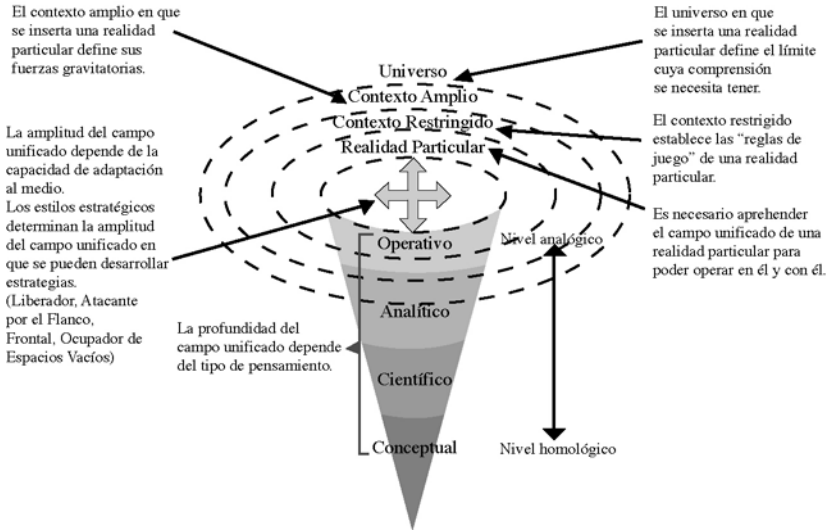 El contexto amplio en que
se inserta una realidad
particular define sus
fuerzas gravitatorias.
El universo en que
se inserta una realidad
particular define el límite
cuya comprensión
se necesita tener.
Universo
Contexto Amplio
Contexto Restringido
Realidad Particular
La amplitud del campo
unificado depende de la
capacidad de adaptación
al medio.
Los estilos estratégicos
determinan la amplitud
del campo unificado en
que se pueden desarrollar
estrategias.
(Liberador, Atacante
por el Flanco,
Frontal, Ocupador de
Espacios Vacíos)
El contexto restrigido
establece las “reglas de
juego” de una realidad
particular.
Es necesario aprehender
el campo unificado de una
realidad particular para
poder operar en él y con él.
Operativo
Nivel analógico
Analítico
La profundidad del
campo unificado depende
del tipo de pensamiento.
Científico
Conceptual
Nivel homológico